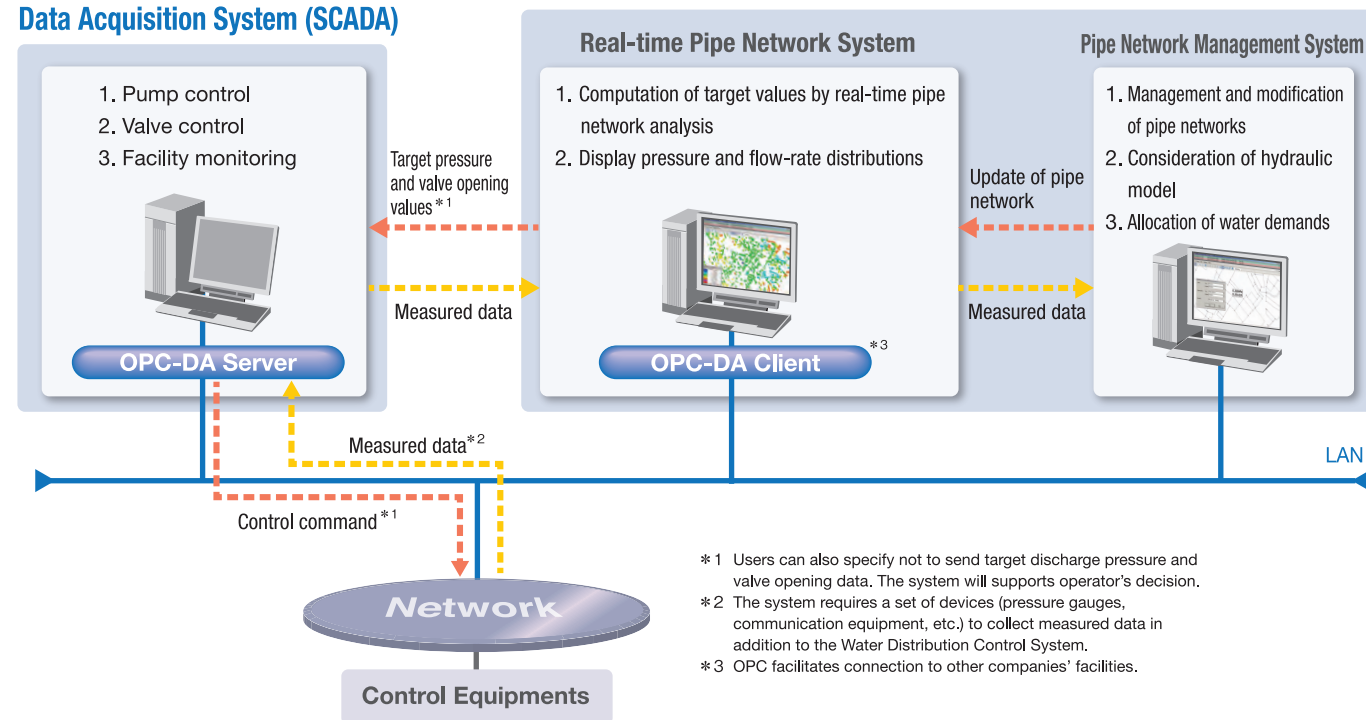 Data Acquisition System (SCADA)
1. Pump control
2. Valve control
3. Facility monitoring
OPC-DA Server
Target pressure
and valve opening
values*1
Measured data
Real-time Pipe Network System
1. Computation of target values by real-time pipe
network analysis
2. Display pressure and flow-rate distributions
OPC-DA Client
*3
Update of pipe
network
Measured data
Pipe Network Management System
1. Management and modification
of pipe networks
2. Consideration of hydraulic
model
3. Allocation of water demands
LAN
Measured data*2
Control command*1
Network
Control Equipments
*1 Users can also specify not to send target discharge pressure and
valve opening data. The system will supports operator's decision.
*2 The system requires a set of devices (pressure gauges,
communication equipment, etc.) to collect measured data in
addition to the Water Distribution Control System.
*3 OPC facilitates connection to other companies' facilities.